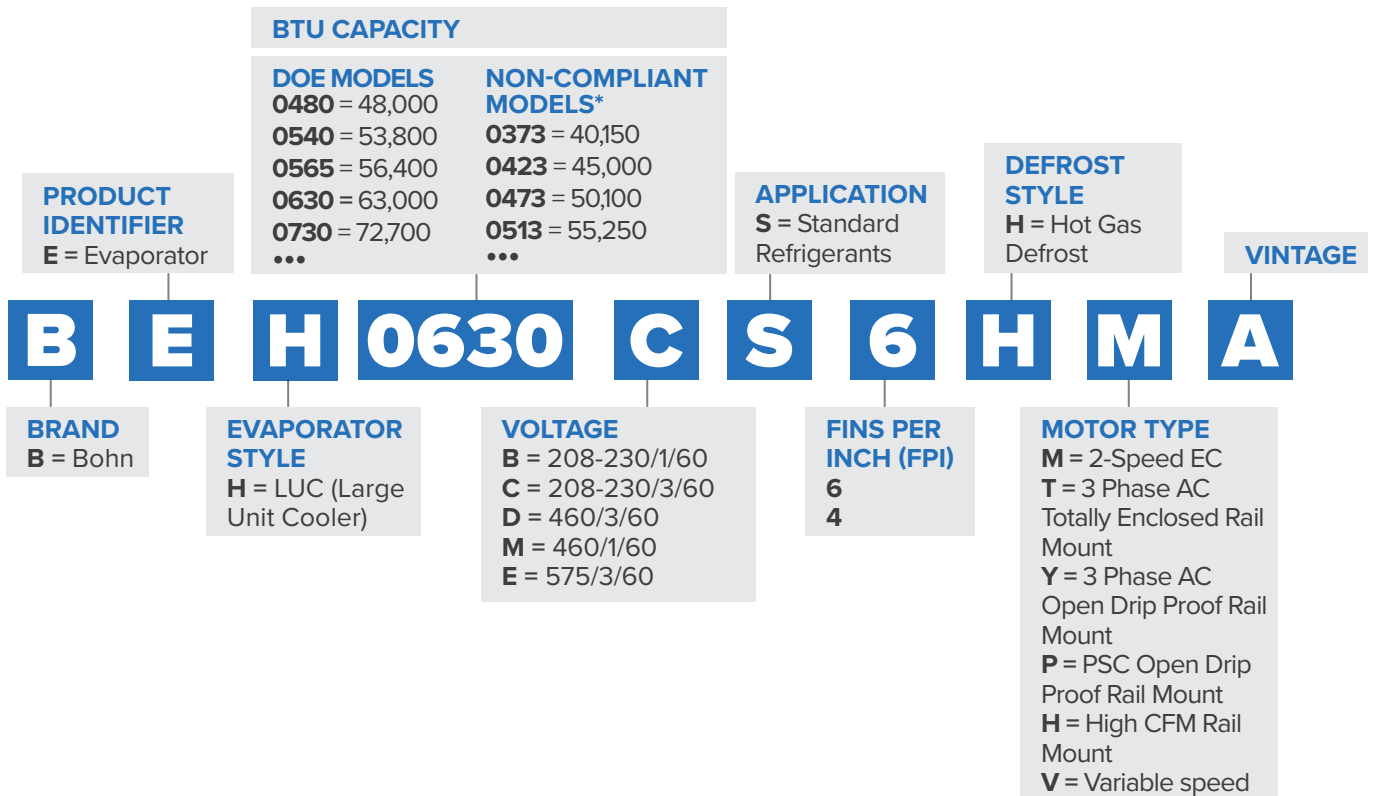 BTU CAPACITY
DOE MODELS
0480 = 48,000
0540 = 53,800
0565 = 56,400
0630 = 63,000
0730 = 72,700
•••
NON-COMPLIANT
MODELS*
0373 = 40,150
0423 = 45,000
0473 = 50,100
0513 = 55,250
•••
PRODUCT
IDENTIFIER
E = Evaporator
APPLICATION
S = Standard
Refrigerants
DEFROST
STYLE
H = Hot Gas
Defrost
VINTAGE
B E H 0630 C S 6 H M A
BRAND
B = Bohn
EVAPORATOR
STYLE
H = LUC (Large
Unit Cooler)
VOLTAGE
B = 208-230/1/60
C = 208-230/3/60
D = 460/3/60
M = 460/1/60
E = 575/3/60
FINS PER
INCH (FPI)
6
4
MOTOR TYPE
M = 2-Speed EC
T = 3 Phase AC
Totally Enclosed Rail
Mount
Y = 3 Phase AC
Open Drip Proof Rail
Mount
P = PSC Open Drip
Proof Rail Mount
H = High CFM Rail
Mount
V = Variable speed